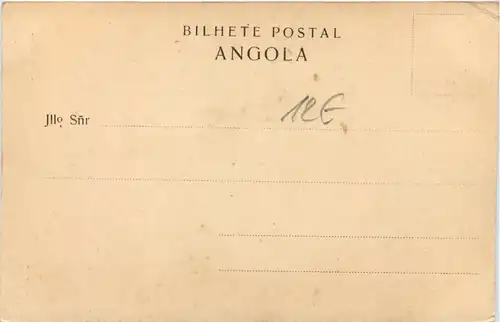 BILHETE POSTAL
ANGOLA
12€
Jllo Sñr